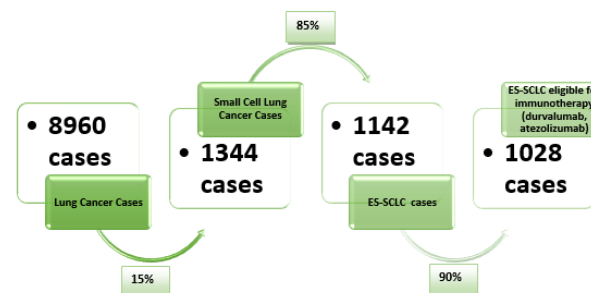 85%
Small Cell Lung
Cancer Cases
ES-SCLC eligible
immunotherapy
(durvalumab,
atezolizumab)
• 8960
cases
• 1344
cases
• 1142
cases
• 1028
cases
Lung Cancer Cases
ES-SCLC cases
15%
90%